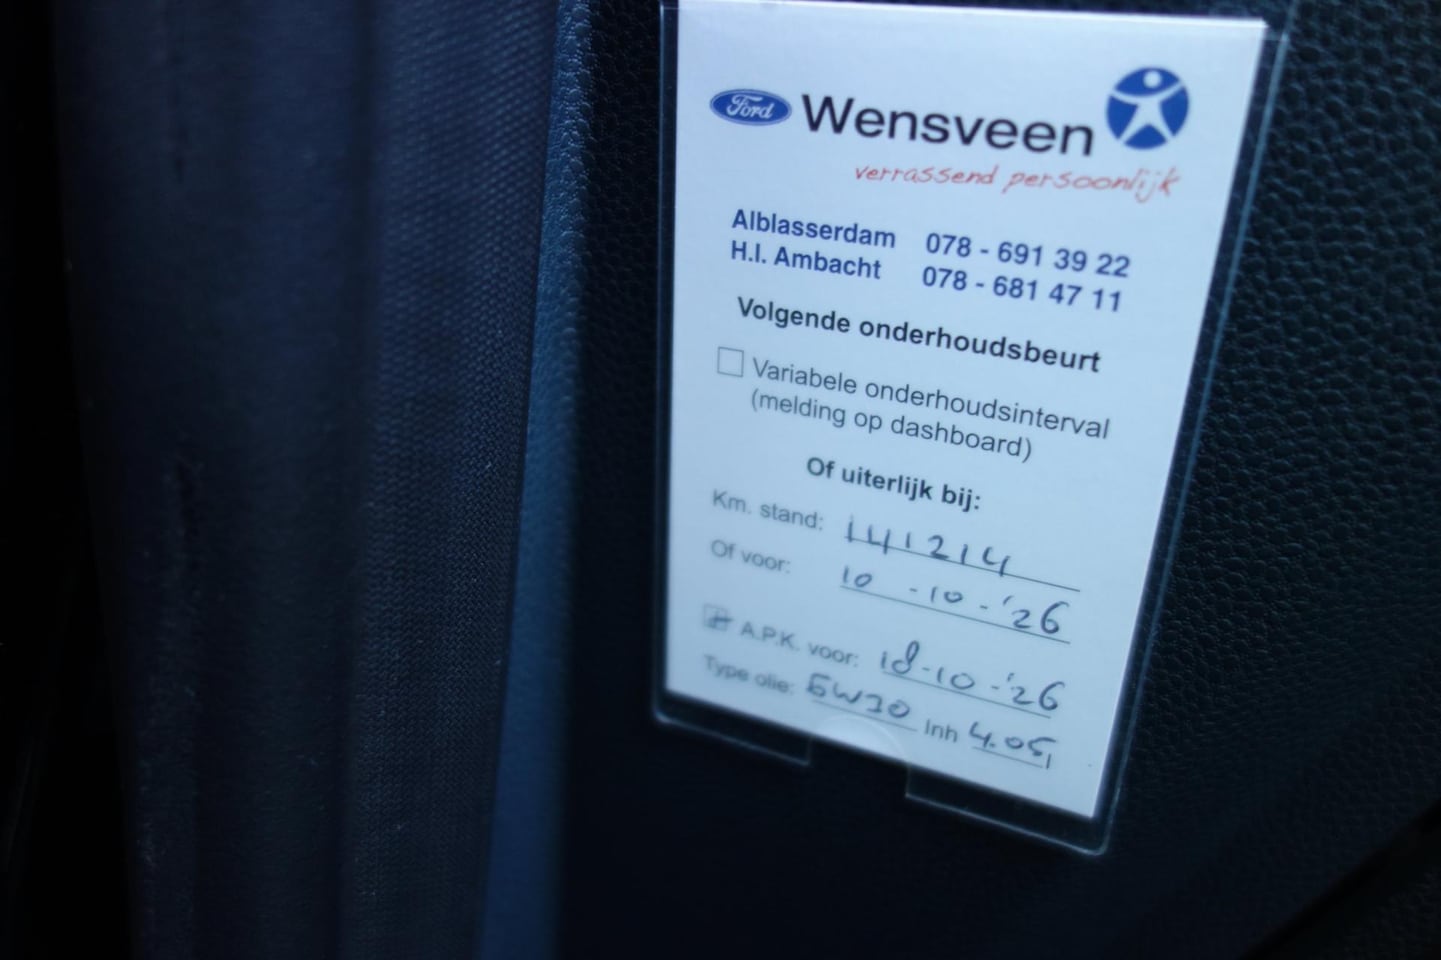 Ford Wensveen
verrassend persoonlijk
Alblasserdam 078 - 691 39 22
H.I. Ambacht 078 - 681 47 11
Volgende onderhoudsbeurt
Variabele onderhoudsinterval
(melding op dashboard)
Of uiterlijk bij:
Km. stand: 141214
Of voor: 10 -10 -'26
A.P.K. voor: 18-10-'26
Type olie: 5W30 Inh 4.05